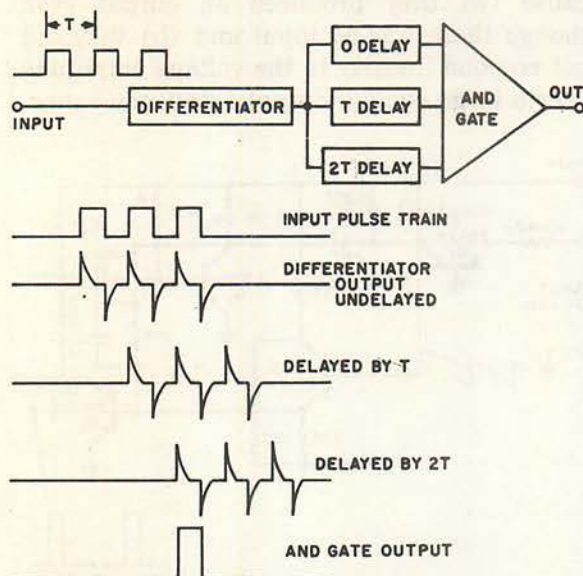 T
INPUT
DIFFERENTIATOR
0 DELAY
T DELAY
2T DELAY
AND
GATE
OUT
INPUT PULSE TRAIN
DIFFERENTIATOR
OUTPUT
UNDELAYED
DELAYED BY T
DELAYED BY 2T
AND GATE OUTPUT